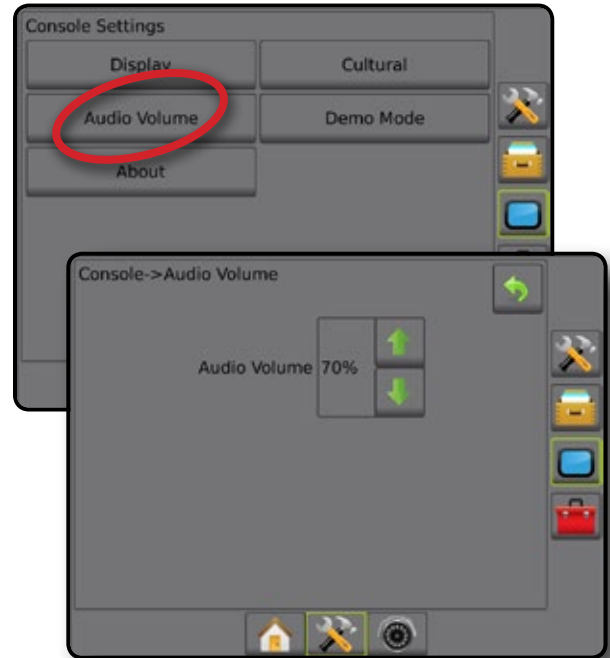 Console Settings
Display Cultural
Audio Volume Demo Mode
About
Console->Audio Volume
Audio Volume 70%